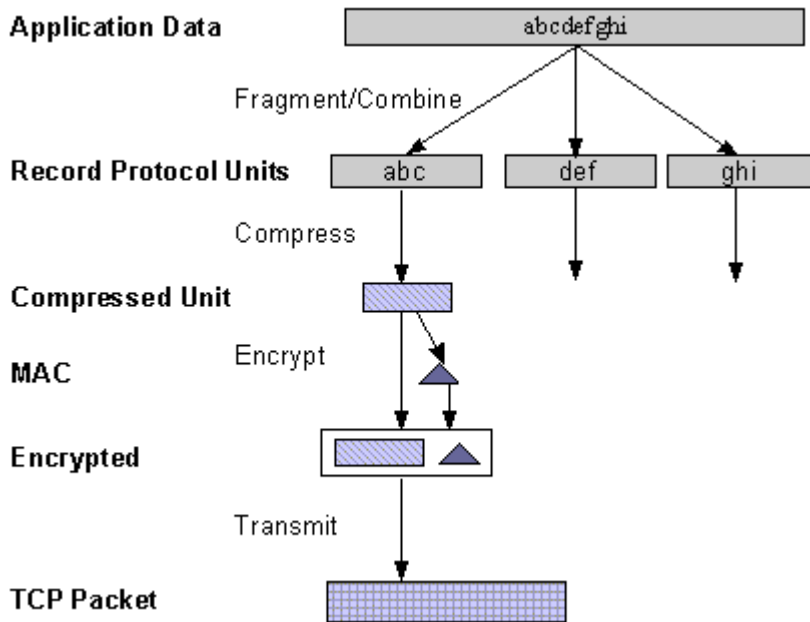 Application Data
abcdefghi
Fragment/Combine
Record Protocol Units
abc
def
ghi
Compress
Compressed Unit
Encrypt
MAC
Encrypted
Transmit
TCP Packet